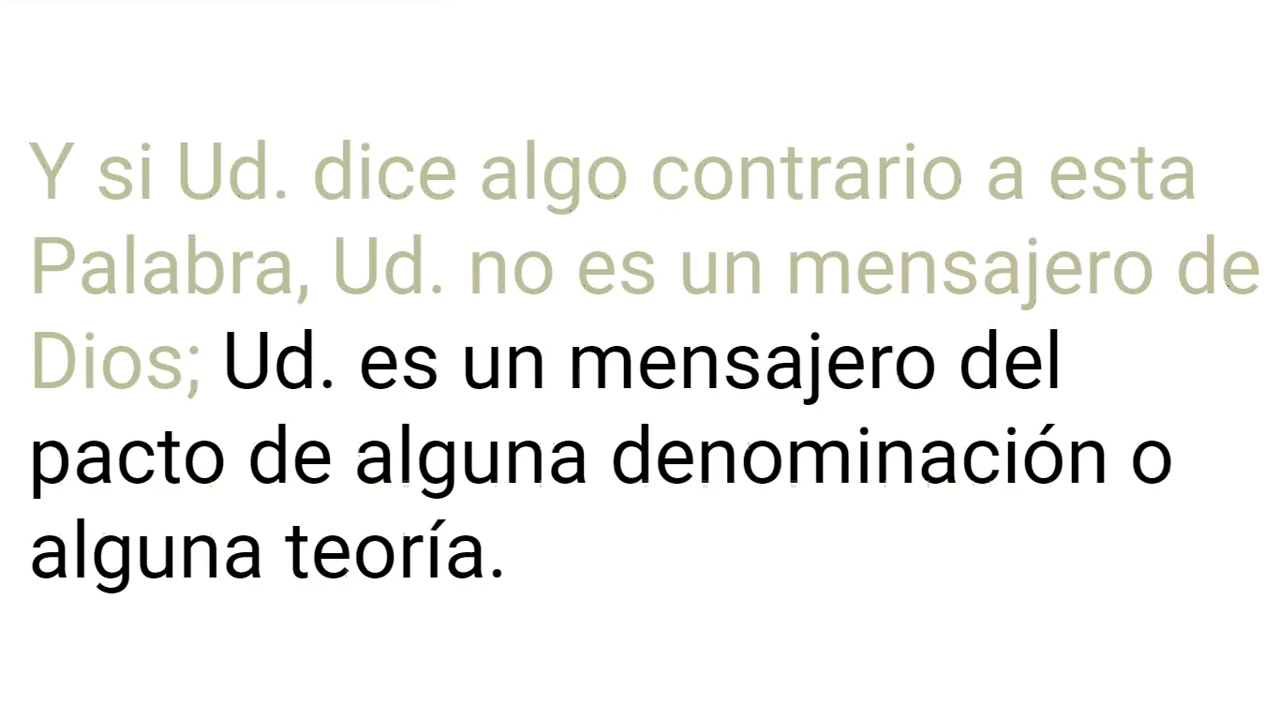 Y si Ud. dice algo contrario a esta
Palabra, Ud. no es un mensajero de
Dios; Ud. es un mensajero del
pacto de alguna denominación o
alguna teoría.